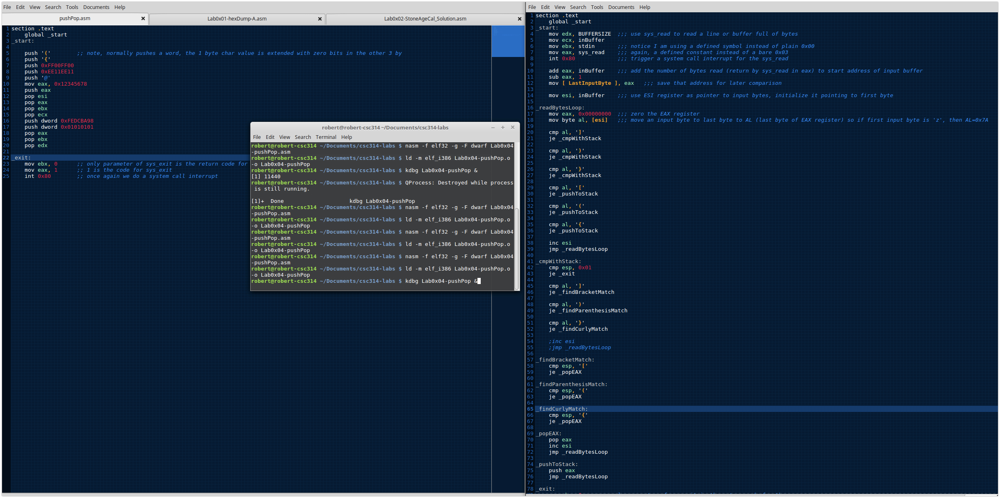 File Edit View Search Tools Documents Help
pushPop.asm
Lab0x01-hexDump-A.asm
Lab0x02-StoneAgeCal_Solution.asm
1 section .text
2 global _start
3 _start:
4
5 push '(' ;; note, normally pushes a word, the 1 byte char value is extended with zero bits in the other 3 by
6 push '{'
7 push 0xFF00FF00
8 push 0xEE11EE11
9 push '@'
10 mov eax, 0x12345678
11 push eax
12 pop esi
13 pop eax
14 pop ebx
15 pop ecx
16 push dword 0xFEDCBA98
17 push dword 0x01010101
18 pop eax
19 pop ebx
20 pop edx
21
22 _exit:
23 mov ebx, 0 ;; only parameter of sys_exit is the return code for
24 mov eax, 1 ;; 1 is the code for sys_exit
25 int 0x80 ;; once again we do a system call interrupt
robert@robert-csc314 ~/Documents/csc314-labs
File Edit View Search Terminal Help
robert@robert-csc314 ~/Documents/csc314-labs $ nasm -f elf32 -g -F dwarf Lab0x04
-pushPop.asm
robert@robert-csc314 ~/Documents/csc314-labs $ ld -m elf_i386 Lab0x04-pushPop.o
-o Lab0x04-pushPop
robert@robert-csc314 ~/Documents/csc314-labs $ kdbg Lab0x04-pushPop &
[1] 11440
robert@robert-csc314 ~/Documents/csc314-labs $ QProcess: Destroyed while process
is still running.
[1]+ Done kdbg Lab0x04-pushPop
robert@robert-csc314 ~/Documents/csc314-labs $ nasm -f elf32 -g -F dwarf Lab0x04
-pushPop.asm
robert@robert-csc314 ~/Documents/csc314-labs $ ld -m elf_i386 Lab0x04-pushPop.o
-o Lab0x04-pushPop
robert@robert-csc314 ~/Documents/csc314-labs $ nasm -f elf32 -g -F dwarf Lab0x04
-pushPop.asm
robert@robert-csc314 ~/Documents/csc314-labs $ ld -m elf_i386 Lab0x04-pushPop.o
-o Lab0x04-pushPop
robert@robert-csc314 ~/Documents/csc314-labs $ nasm -f elf32 -g -F dwarf Lab0x04
-pushPop.asm
robert@robert-csc314 ~/Documents/csc314-labs $ ld -m elf_i386 Lab0x04-pushPop.o
-o Lab0x04-pushPop
robert@robert-csc314 ~/Documents/csc314-labs $ kdbg Lab0x04-pushPop &
File Edit View Search Tools Documents Help
1 section .text
2 global _start
3 _start:
4 mov edx, BUFFERSIZE ;;; use sys_read to read a line or buffer full of bytes
5 mov ecx, inBuffer
6 mov ebx, stdin ;;; notice I am using a defined symbol instead of plain 0x00
7 mov eax, sys_read ;;; again, a defined constant instead of a bare 0x03
8 int 0x80 ;;; trigger a system call interrupt for the sys_read
9
10 add eax, inBuffer ;;; add the number of bytes read (return by sys_read in eax) to start address of input buffer
11 sub eax, 1
12 mov [ LastInputByte ], eax ;;; save that address for later comparison
13
14 mov esi, inBuffer ;;; use ESI register as pointer to input bytes, initialize it pointing to first byte
15
16 _readBytesLoop:
17 mov eax, 0x00000000 ;;; zero the EAX register
18 mov byte al, [esi] ;;; move an input byte to last byte to AL (last byte of EAX register) so if first input byte is 'z', then AL=0x7A
19
20 cmp al, ']'
21 je _cmpWithStack
22
23 cmp al, ')'
24 je _cmpWithStack
25
26 cmp al, '}'
27 je _cmpWithStack
28
29 cmp al, '['
30 je _pushToStack
31
32 cmp al, '('
33 je _pushToStack
34
35 cmp al, '{'
36 je _pushToStack
37
38 inc esi
39 jmp _readBytesLoop
40
41 _cmpWithStack:
42 cmp esp, 0x01
43 je _exit
44
45 cmp al, ']'
46 je _findBracketMatch
47
48 cmp al, ')'
49 je _findParenthesisMatch
50
51 cmp al, '}'
52 je _findCurlyMatch
53
54 ;inc esi
55 ;jmp _readBytesLoop
56
57 _findBracketMatch:
58 cmp esp, '['
59 je _popEAX
60
61 _findParenthesisMatch:
62 cmp esp, '('
63 je _popEAX
64
65 _findCurlyMatch:
66 cmp esp, '{'
67 je _popEAX
68
69 _popEAX:
70 pop eax
71 inc esi
72 jmp _readBytesLoop
73
74 _pushToStack:
75 push eax
76 jmp _readBytesLoop
77
78 _exit: